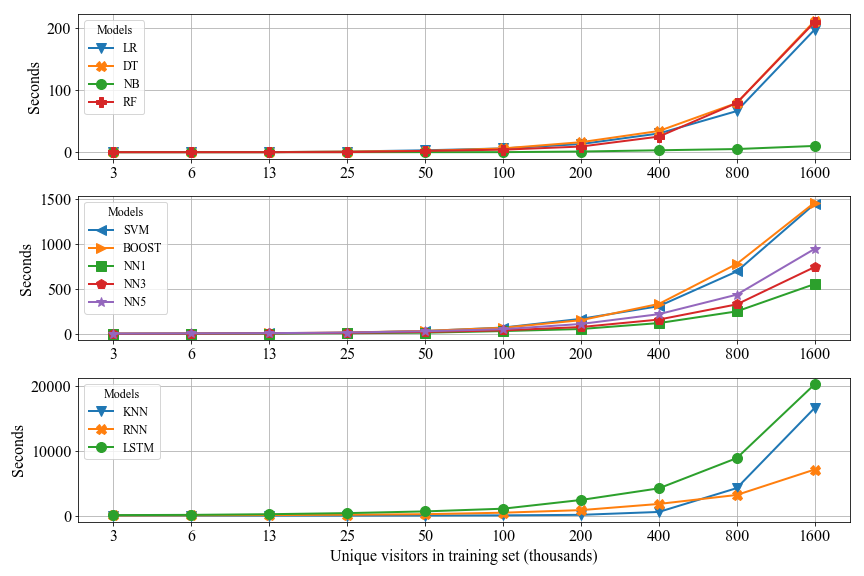 Models
LR
DT
NB
RF
Seconds
200
100
0
3 6 13 25 50 100 200 400 800 1600
Models
SVM
BOOST
NN1
NN3
NN5
Seconds
1500
1000
500
0
3 6 13 25 50 100 200 400 800 1600
Models
KNN
RNN
LSTM
Seconds
20000
10000
0
3 6 13 25 50 100 200 400 800 1600
Unique visitors in training set (thousands)